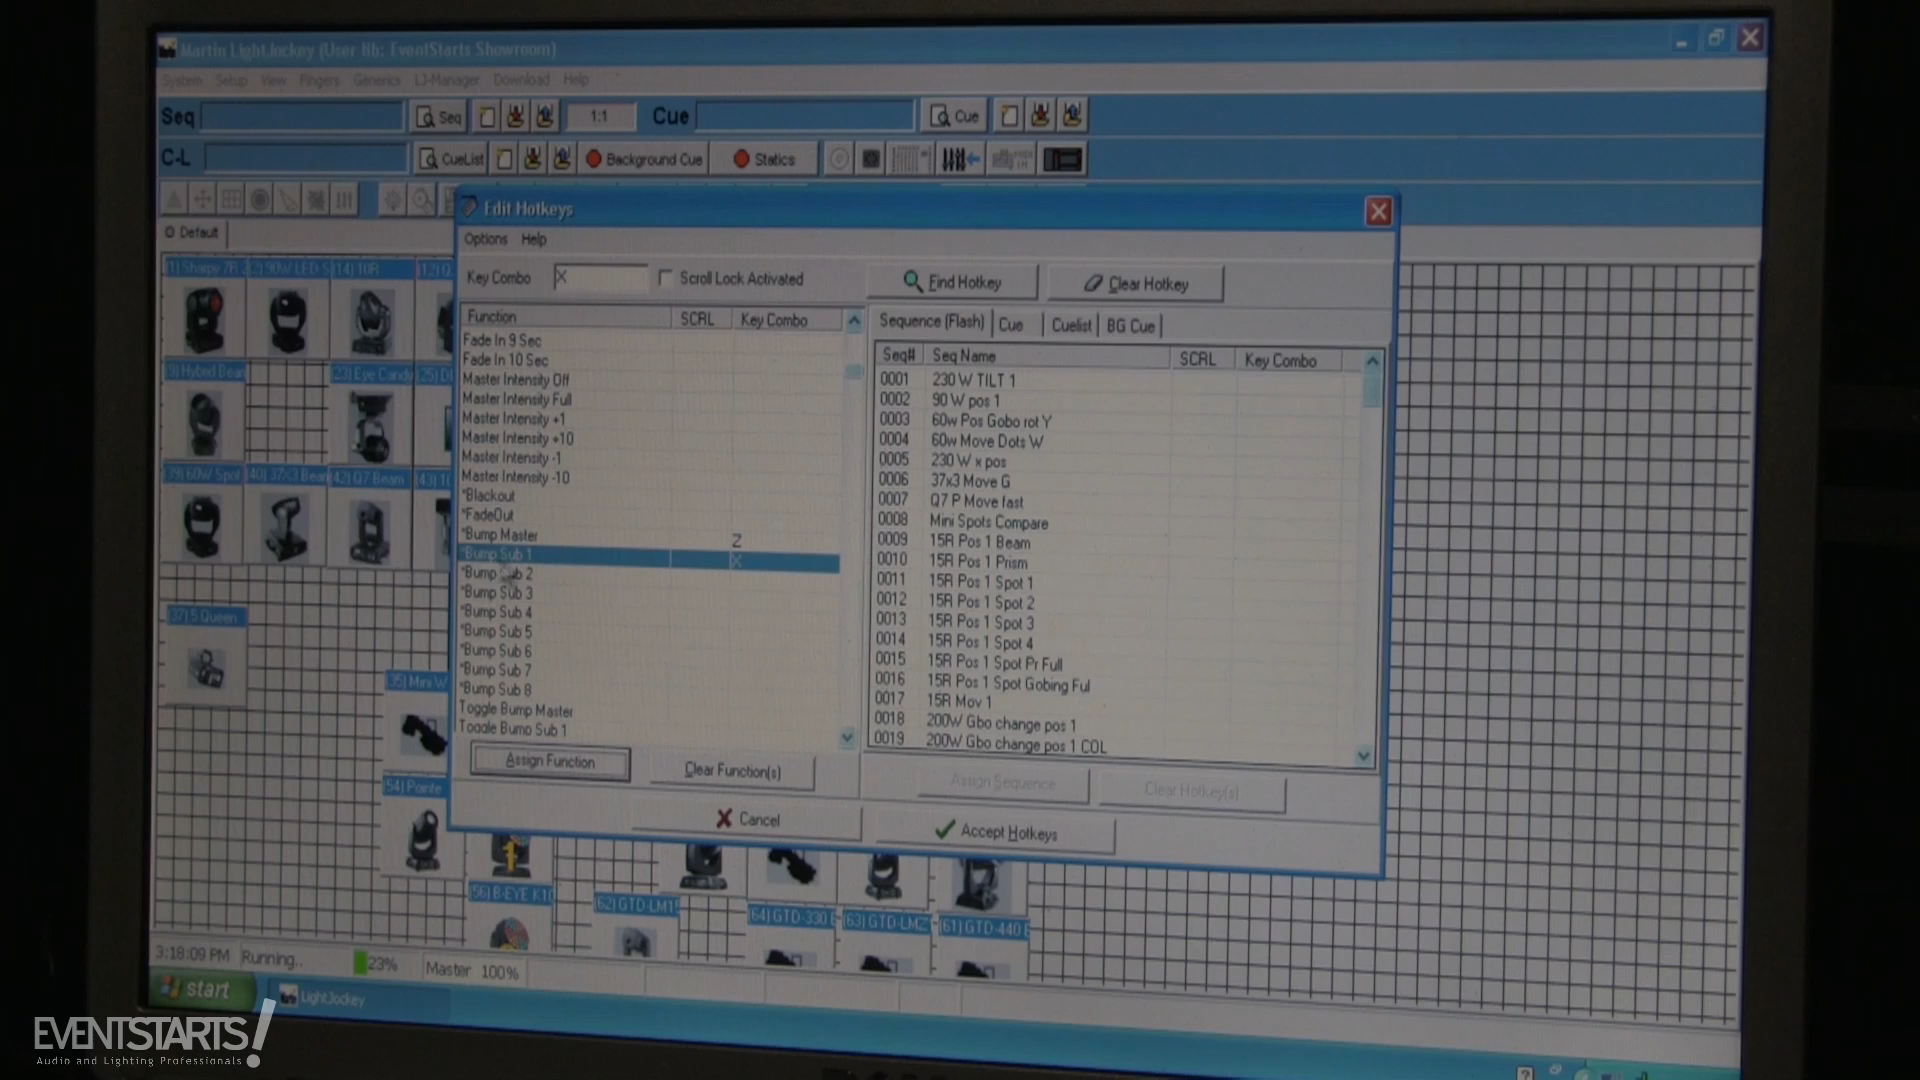 Martin LightJockey (User lib: EventStarts Showroom)
System Setup View Fingers Generics LJ-Manager Download Help
Seq Seq 1:1 Cue Cue
C-L CueList Background Cue Statics
Default
Edit Hotkeys
Options Help
Key Combo X Scroll Lock Activated Find Hotkey Clear Hotkey
Function SCRL Key Combo
Fade In 9 Sec
Fade In 10 Sec
Master Intensity Off
Master Intensity Full
Master Intensity +1
Master Intensity +10
Master Intensity -1
Master Intensity -10
*Blackout
*FadeOut
*Bump Master Z
*Bump Sub 1 X
*Bump Sub 2
*Bump Sub 3
*Bump Sub 4
*Bump Sub 5
*Bump Sub 6
*Bump Sub 7
*Bump Sub 8
Toggle Bump Master
Toggle Bump Sub 1
Assign Function Clear Function(s)
Sequence (Flash) Cue Cuelist BG Cue
Seq# Seq Name SCRL Key Combo
0001 230 W TILT 1
0002 90 W pos 1
0003 60w Pos Gobo rot Y
0004 60w Move Dots W
0005 230 W x pos
0006 37x3 Move G
0007 Q7 P Move fast
0008 Mini Spots Compare
0009 15R Pos 1 Beam
0010 15R Pos 1 Prism
0011 15R Pos 1 Spot 1
0012 15R Pos 1 Spot 2
0013 15R Pos 1 Spot 3
0014 15R Pos 1 Spot 4
0015 15R Pos 1 Spot Pr Full
0016 15R Pos 1 Spot Gobing Ful
0017 15R Mov 1
0018 200W Gbo change pos 1
0019 200W Gbo change pos 1 COL
Assign Sequence Clear Hotkey(s)
Cancel Accept Hotkeys
[1] Sharpy 7R [2] 90W LED S [14] 10R
[9] Hybed Bea [23] Eye Candy
[39] 60W Spot [40] 37X3 Bea [42] Q7 Beam
[37] 5 Queen
[35] Mini W
[54] Pointe
[56] B-EYE K10 [62] GTD-LM15 [64] GTD-330 [63] GTD-LMZ [61] GTD-440
3:18:09 PM Running.. 23% Master 100%
start LightJockey
EVENTSTARTS!
Audio and Lighting Professionals